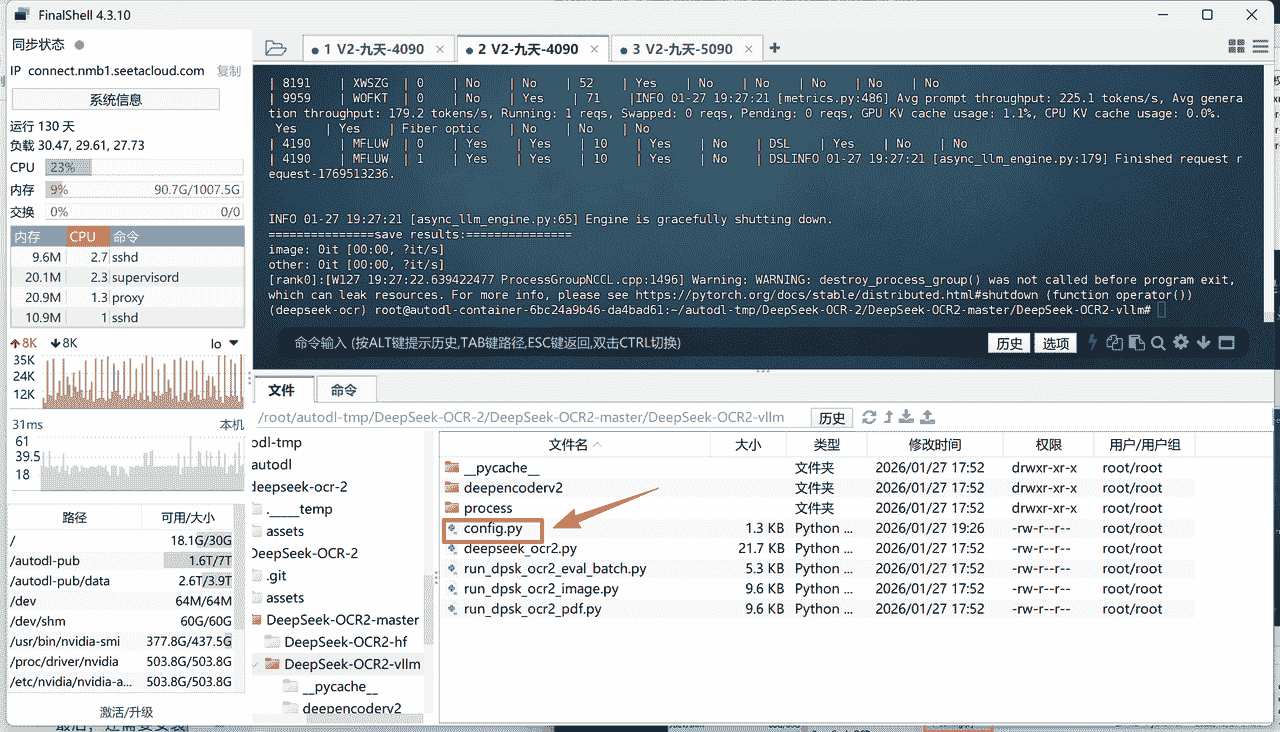 FinalShell 4.3.10
同步状态
IP connect.nmb1.seetacloud.com 复制
系统信息
运行 130 天
负载 30.47, 29.61, 27.73
CPU 23%
内存 9% 90.7G/1007.5G
交换 0% 0/0
内存 CPU 命令
9.6M 2.7 sshd
20.1M 2.3 supervisord
20.9M 1.3 proxy
10.9M 1 sshd
8K 8K lo
35K
24K
12K
31ms 本机
61
39.5
18
路径 可用/大小
/ 18.1G/30G
/autodl-pub 1.6T/7T
/autodl-pub/data 2.6T/3.9T
/dev 64M/64M
/dev/shm 60G/60G
/usr/bin/nvidia-smi 377.8G/437.5G
/proc/driver/nvidia 503.8G/503.8G
/etc/nvidia/nvidia-a... 503.8G/503.8G
激活/升级
1 V2-九天-4090 2 V2-九天-4090 3 V2-九天-5090
| 8191 | XWSZG | 0 | No | No | 52 | Yes | No | No | No | No | No
| 9959 | WOFKT | 0 | No | Yes | 71 |INFO 01-27 19:27:21 [metrics.py:486] Avg prompt throughput: 225.1 tokens/s, Avg genera
tion throughput: 179.2 tokens/s, Running: 1 reqs, Swapped: 0 reqs, Pending: 0 reqs, GPU KV cache usage: 1.1%, CPU KV cache usage: 0.0%.
Yes | Yes | Fiber optic | No | No | No
| 4190 | MFLUW | 0 | Yes | Yes | 10 | Yes | No | DSL | Yes | No | No
| 4190 | MFLUW | 1 | Yes | Yes | 10 | Yes | No | DSLINFO 01-27 19:27:21 [async_llm_engine.py:179] Finished request r
equest-1769513236.
INFO 01-27 19:27:21 [async_llm_engine.py:65] Engine is gracefully shutting down.
===============save results:===============
image: 0it [00:00, ?it/s]
other: 0it [00:00, ?it/s]
[rank0]:[W127 19:27:22.639422477 ProcessGroupNCCL.cpp:1496] Warning: WARNING: destroy_process_group() was not called before program exit,
which can leak resources. For more info, please see https://pytorch.org/docs/stable/distributed.html#shutdown (function operator())
(deepseek-ocr) root@autodl-container-6bc24a9b46-da4bad61:~/autodl-tmp/DeepSeek-OCR-2/DeepSeek-OCR2-master/DeepSeek-OCR2-vllm#
命令输入 (按ALT键提示历史,TAB键路径,ESC键返回,双击CTRL切换) 历史 选项
文件 命令
/root/autodl-tmp/DeepSeek-OCR-2/DeepSeek-OCR2-master/DeepSeek-OCR2-vllm 历史
odl-tmp
autodl
deepseek-ocr-2
.____temp
assets
DeepSeek-OCR-2
.git
assets
DeepSeek-OCR2-master
DeepSeek-OCR2-hf
DeepSeek-OCR2-vllm
__pycache__
deepencoderv2
文件名 大小 类型 修改时间 权限 用户/用户组
__pycache__ 文件夹 2026/01/27 17:52 drwxr-xr-x root/root
deepencoderv2 文件夹 2026/01/27 17:52 drwxr-xr-x root/root
process 文件夹 2026/01/27 17:52 drwxr-xr-x root/root
config.py 1.3 KB Python ... 2026/01/27 19:26 -rw-r--r-- root/root
deepseek_ocr2.py 21.7 KB Python ... 2026/01/27 17:52 -rw-r--r-- root/root
run_dpsk_ocr2_eval_batch.py 5.3 KB Python ... 2026/01/27 17:52 -rw-r--r-- root/root
run_dpsk_ocr2_image.py 9.6 KB Python ... 2026/01/27 17:52 -rw-r--r-- root/root
run_dpsk_ocr2_pdf.py 9.6 KB Python ... 2026/01/27 17:52 -rw-r--r-- root/root